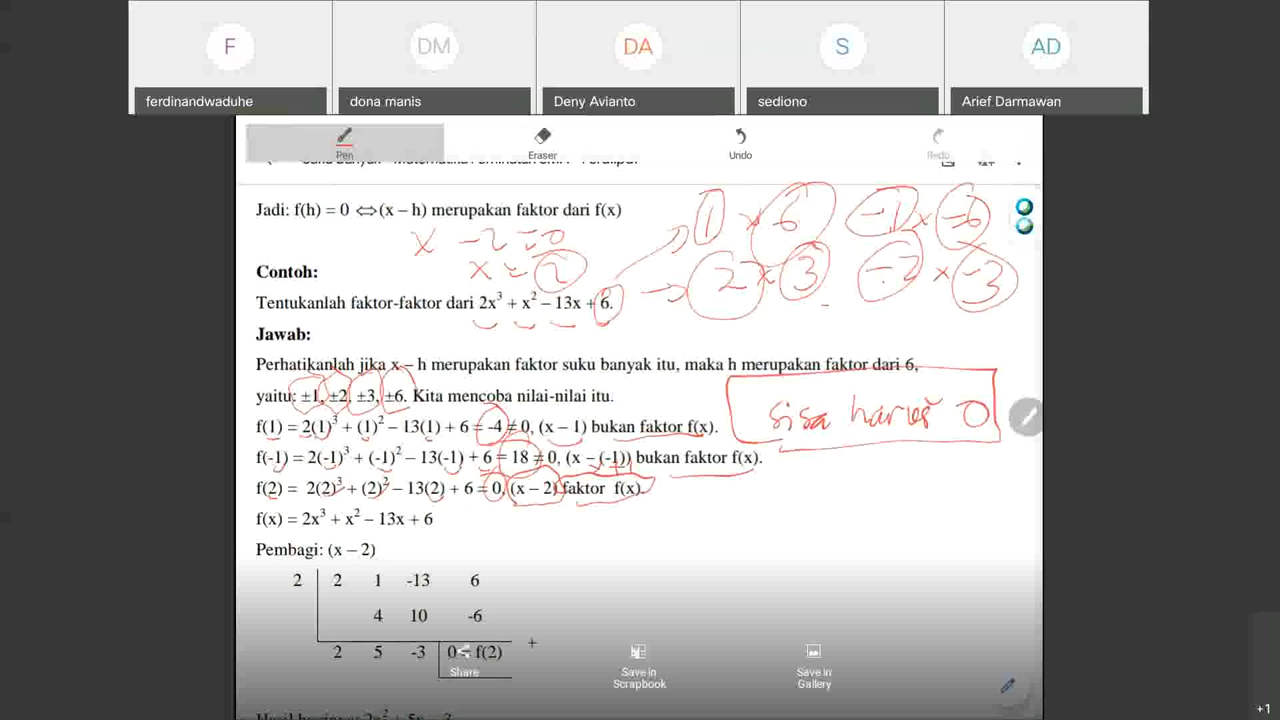 F DM DA S AD
ferdinandwaduhe dona manis Deny Avianto sediono Arief Darmawan
Pen Eraser Undo Redo
Jadi: f(h) = 0 ⇔ (x – h) merupakan faktor dari f(x)
1 × 6 -1 × -6
x - 2 = 0
x = 2
2 × 3 -2 × -3
Contoh:
Tentukanlah faktor-faktor dari 2x³ + x² – 13x + 6.
Jawab:
Perhatikanlah jika x – h merupakan faktor suku banyak itu, maka h merupakan faktor dari 6,
yaitu: ±1, ±2, ±3, ±6. Kita mencoba nilai-nilai itu.
sisa harus 0
f(1) = 2(1)³ + (1)² – 13(1) + 6 = -4 ≠ 0, (x – 1) bukan faktor f(x).
f(-1) = 2(-1)³ + (-1)² – 13(-1) + 6 = 18 ≠ 0, (x – (-1)) bukan faktor f(x).
f(2) = 2(2)³ + (2)² – 13(2) + 6 = 0, (x – 2) faktor f(x).
f(x) = 2x³ + x² – 13x + 6
Pembagi: (x – 2)
2 2 1 -13 6
4 10 -6
+
2 5 -3 0 = f(2)
Share Save in Scrapbook Save in Gallery
+1